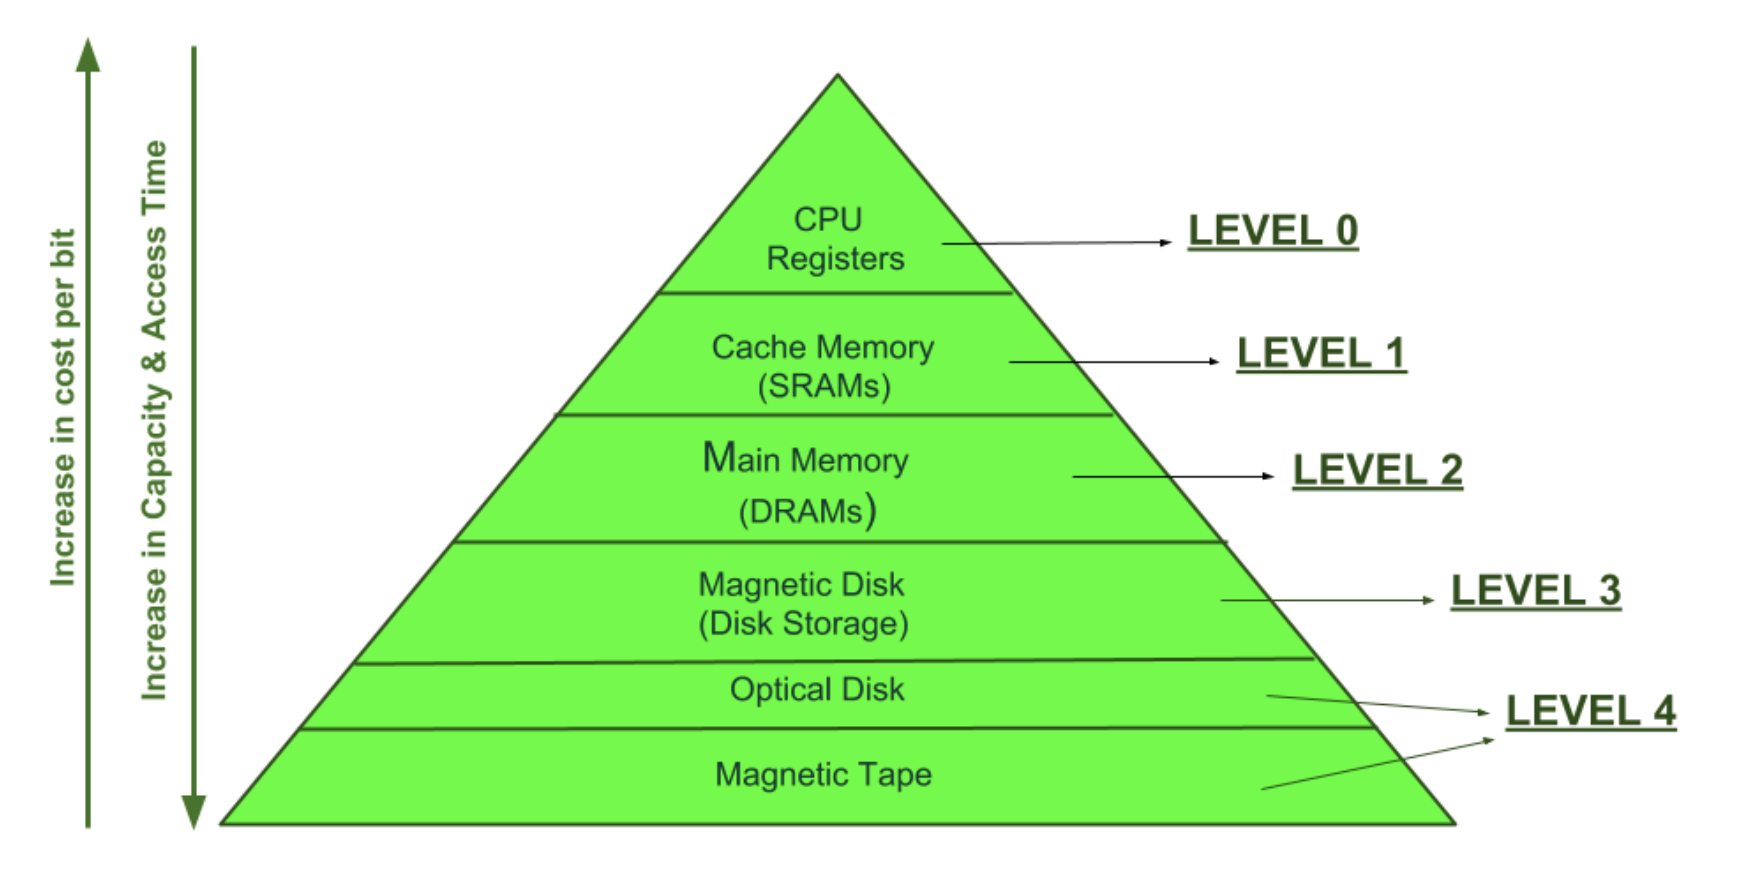 Increase in cost per bit
Increase in Capacity & Access Time
CPU
Registers
LEVEL 0
Cache Memory
(SRAMs)
LEVEL 1
Main Memory
(DRAMs)
LEVEL 2
Magnetic Disk
(Disk Storage)
LEVEL 3
Optical Disk
LEVEL 4
Magnetic Tape